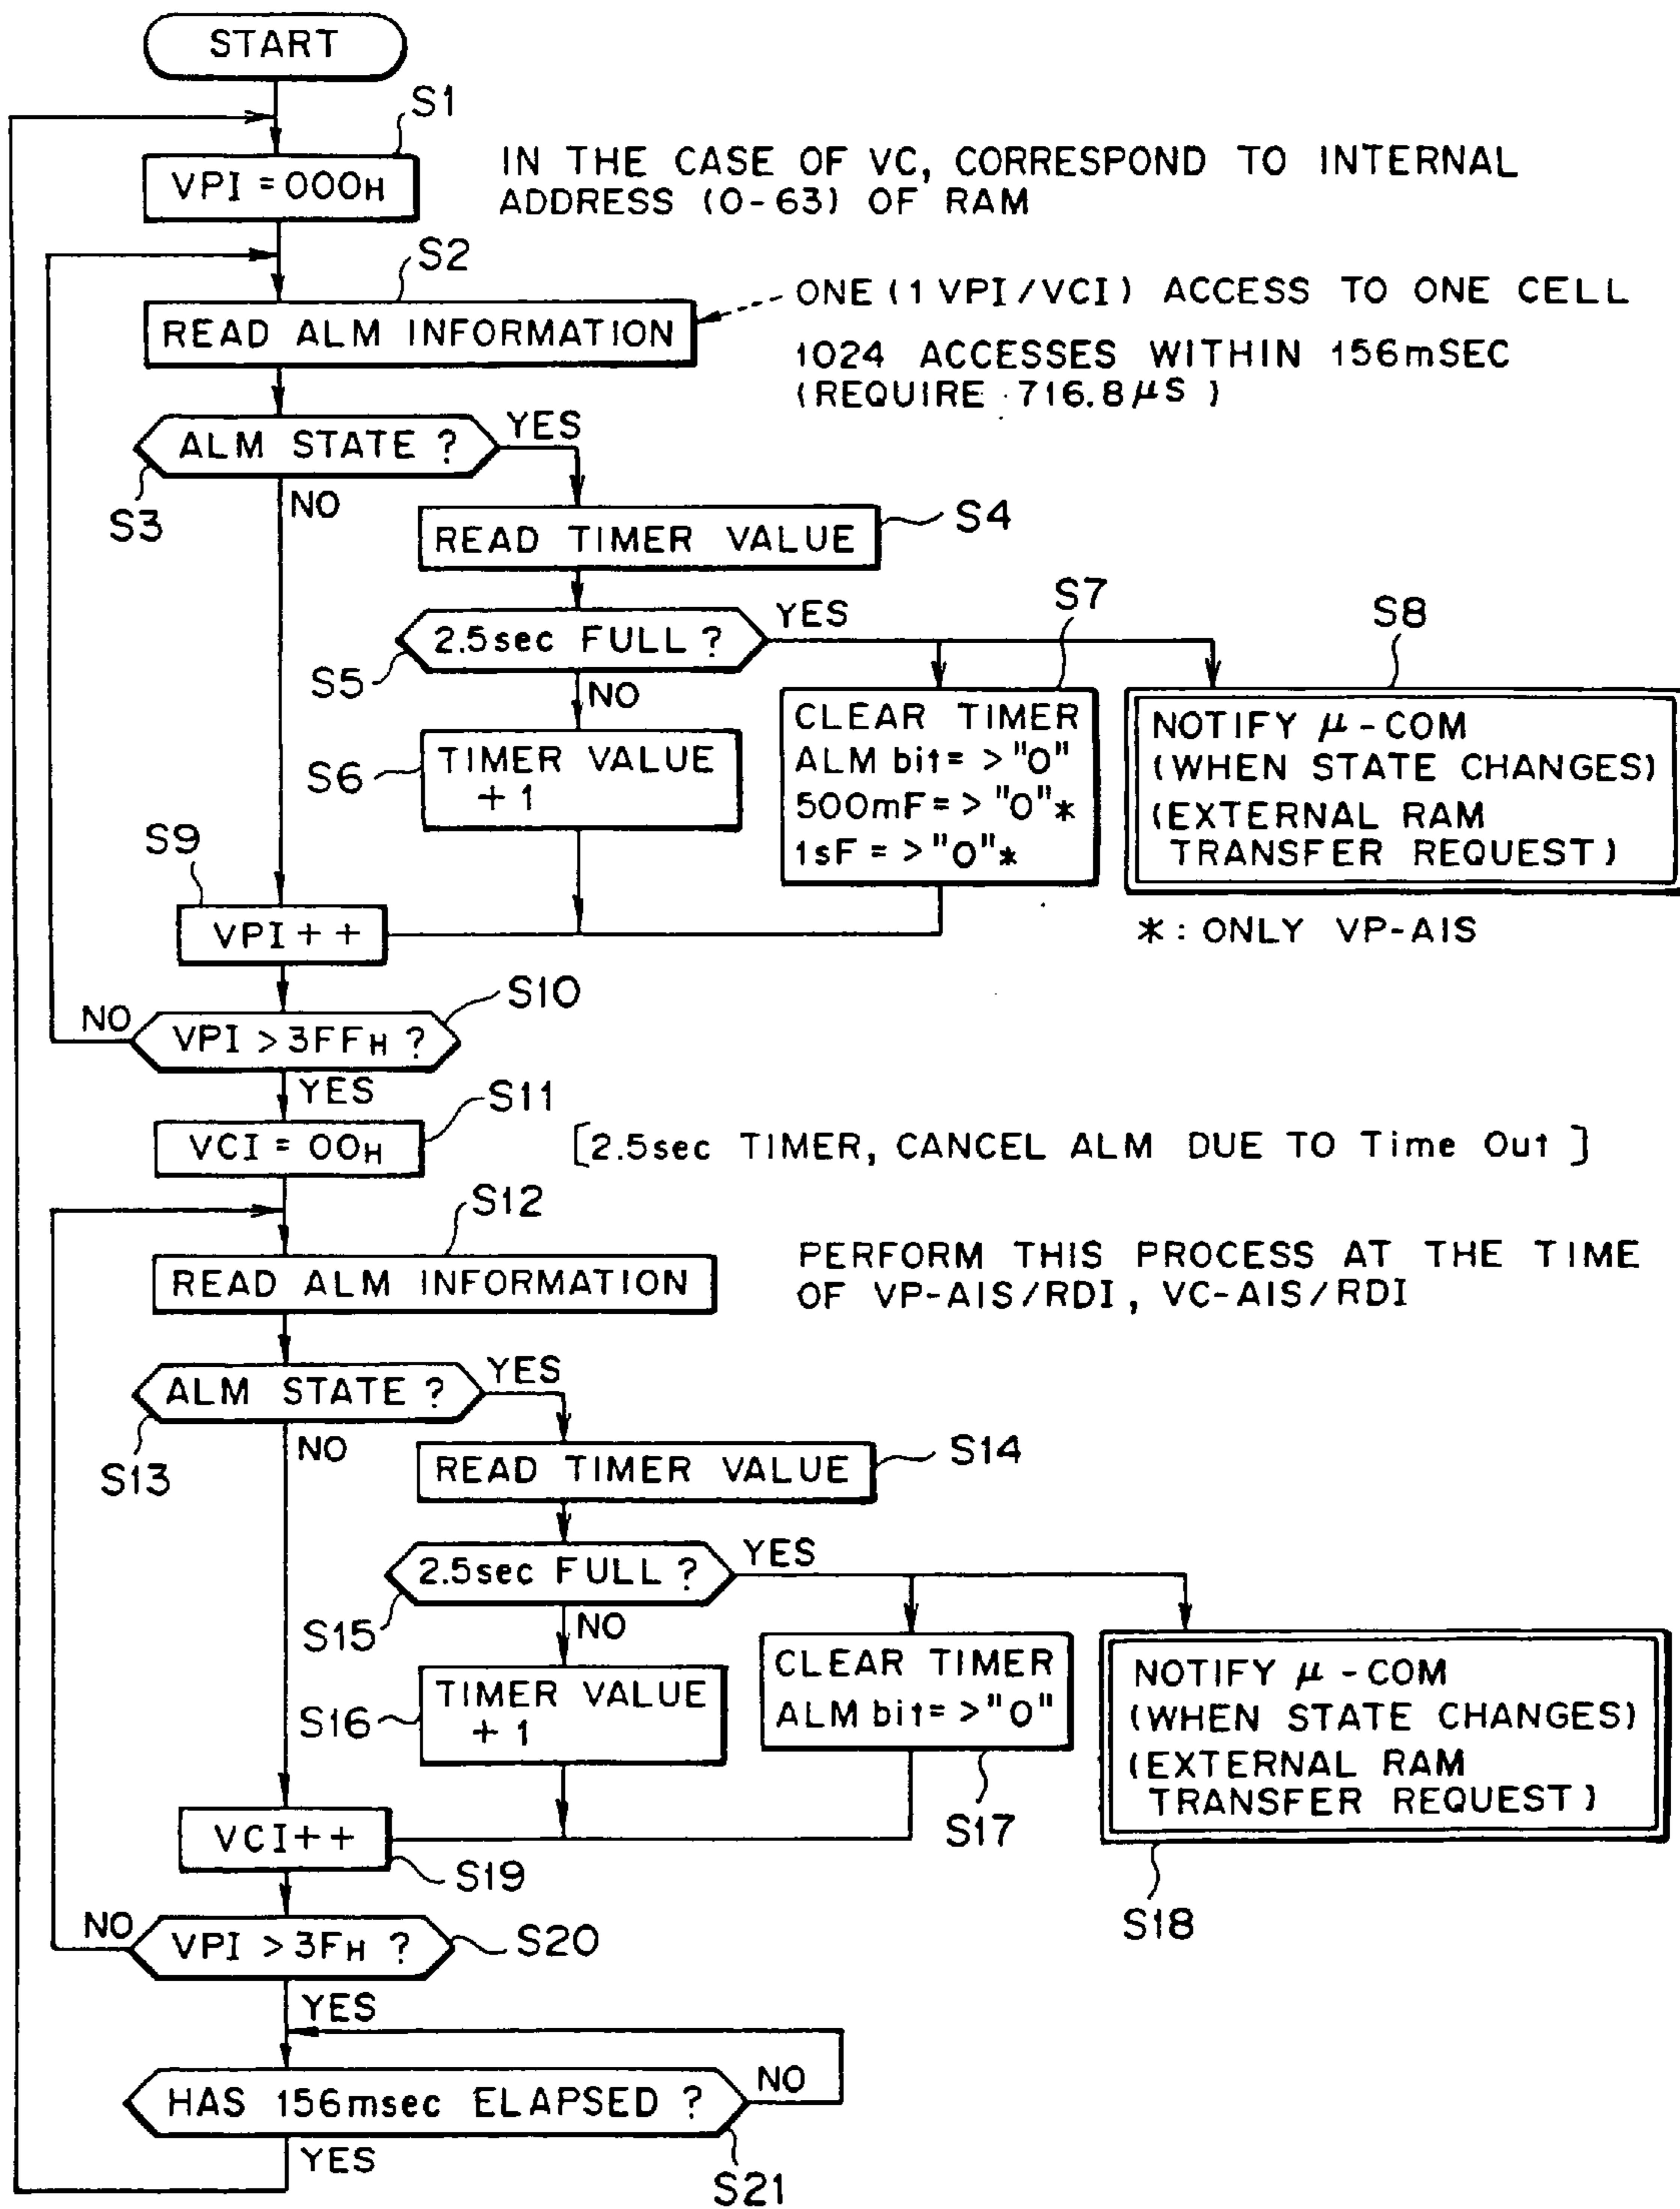 START
S1
VPI = 000H
IN THE CASE OF VC, CORRESPOND TO INTERNAL
ADDRESS (0-63) OF RAM
S2
READ ALM INFORMATION
ONE (1 VPI/VCI) ACCESS TO ONE CELL
1024 ACCESSES WITHIN 156mSEC
(REQUIRE 716.8μS)
ALM STATE ?
YES
NO
S3
READ TIMER VALUE
S4
2.5sec FULL ?
YES
S5
NO
S7
S8
TIMER VALUE
+ 1
S6
CLEAR TIMER
ALM bit= >"0"
500mF= >"0"*
1sF = >"0"*
NOTIFY μ-COM
(WHEN STATE CHANGES)
(EXTERNAL RAM
TRANSFER REQUEST)
S9
VPI++
*: ONLY VP-AIS
S10
NO
VPI > 3FFH ?
YES
S11
VCI = 00H
[2.5sec TIMER, CANCEL ALM DUE TO Time Out ]
S12
READ ALM INFORMATION
PERFORM THIS PROCESS AT THE TIME
OF VP-AIS/RDI, VC-AIS/RDI
ALM STATE ?
YES
S13
NO
READ TIMER VALUE
S14
2.5sec FULL ?
YES
S15
NO
TIMER VALUE
+ 1
S16
CLEAR TIMER
ALM bit= >"0"
S17
NOTIFY μ-COM
(WHEN STATE CHANGES)
(EXTERNAL RAM
TRANSFER REQUEST)
S18
VCI++
S19
NO
VPI > 3FH ?
S20
YES
HAS 156msec ELAPSED ?
NO
YES
S21